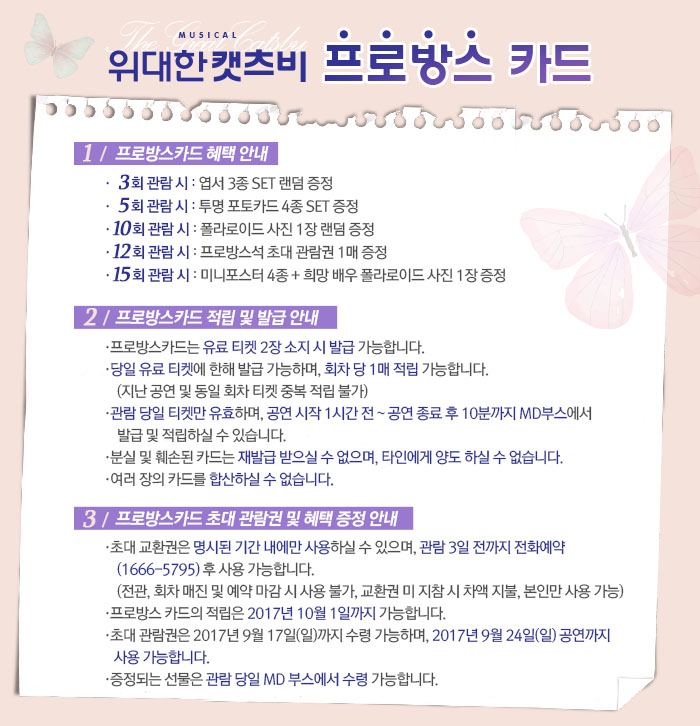 The Great Catsby
MUSICAL
위대한캣츠비 프로방스 카드
1 / 프로방스카드 혜택 안내
· 3회 관람 시 : 엽서 3종 SET 랜덤 증정
· 5회 관람 시 : 투명 포토카드 4종 SET 증정
· 10회 관람 시 : 폴라로이드 사진 1장 랜덤 증정
· 12회 관람 시 : 프로방스석 초대 관람권 1매 증정
· 15회 관람 시 : 미니포스터 4종 + 희망 배우 폴라로이드 사진 1장 증정
2 / 프로방스카드 적립 및 발급 안내
·프로방스카드는 유료 티켓 2장 소지 시 발급 가능합니다.
·당일 유료 티켓에 한해 발급 가능하며, 회차 당 1매 적립 가능합니다.
(지난 공연 및 동일 회차 티켓 중복 적립 불가)
·관람 당일 티켓만 유효하며, 공연 시작 1시간 전 ~ 공연 종료 후 10분까지 MD부스에서
발급 및 적립하실 수 있습니다.
·분실 및 훼손된 카드는 재발급 받으실 수 없으며, 타인에게 양도 하실 수 없습니다.
·여러 장의 카드를 합산하실 수 없습니다.
3 / 프로방스카드 초대 관람권 및 혜택 증정 안내
·초대 교환권은 명시된 기간 내에만 사용하실 수 있으며, 관람 3일 전까지 전화예약
(1666-5795) 후 사용 가능합니다.
(전관, 회차 매진 및 예약 마감 시 사용 불가, 교환권 미 지참 시 차액 지불, 본인만 사용 가능)
·프로방스 카드의 적립은 2017년 10월 1일까지 가능합니다.
·초대 관람권은 2017년 9월 17일(일)까지 수령 가능하며, 2017년 9월 24일(일) 공연까지
사용 가능합니다.
·증정되는 선물은 관람 당일 MD 부스에서 수령 가능합니다.